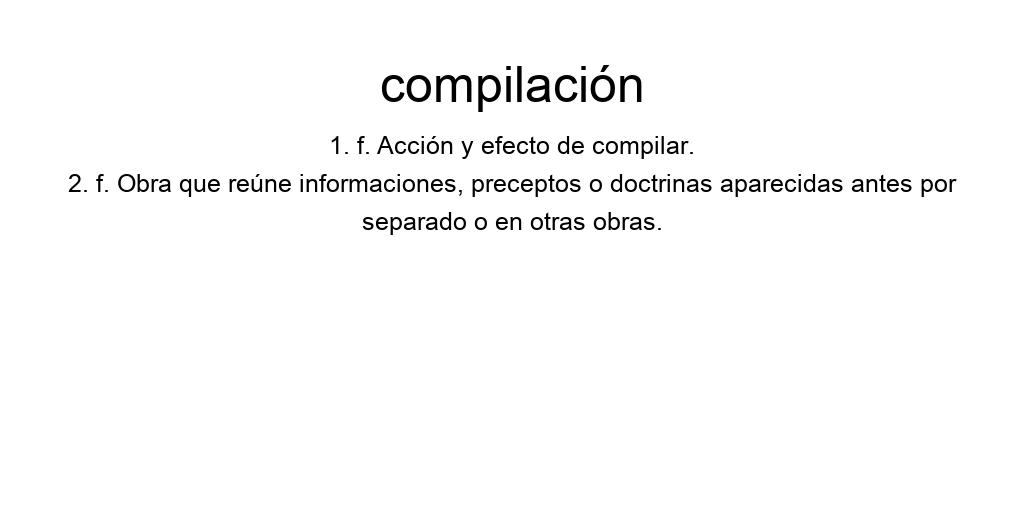 compilación
1. f. Acción y efecto de compilar.
2. f. Obra que reúne informaciones, preceptos o doctrinas aparecidas antes por
separado o en otras obras.